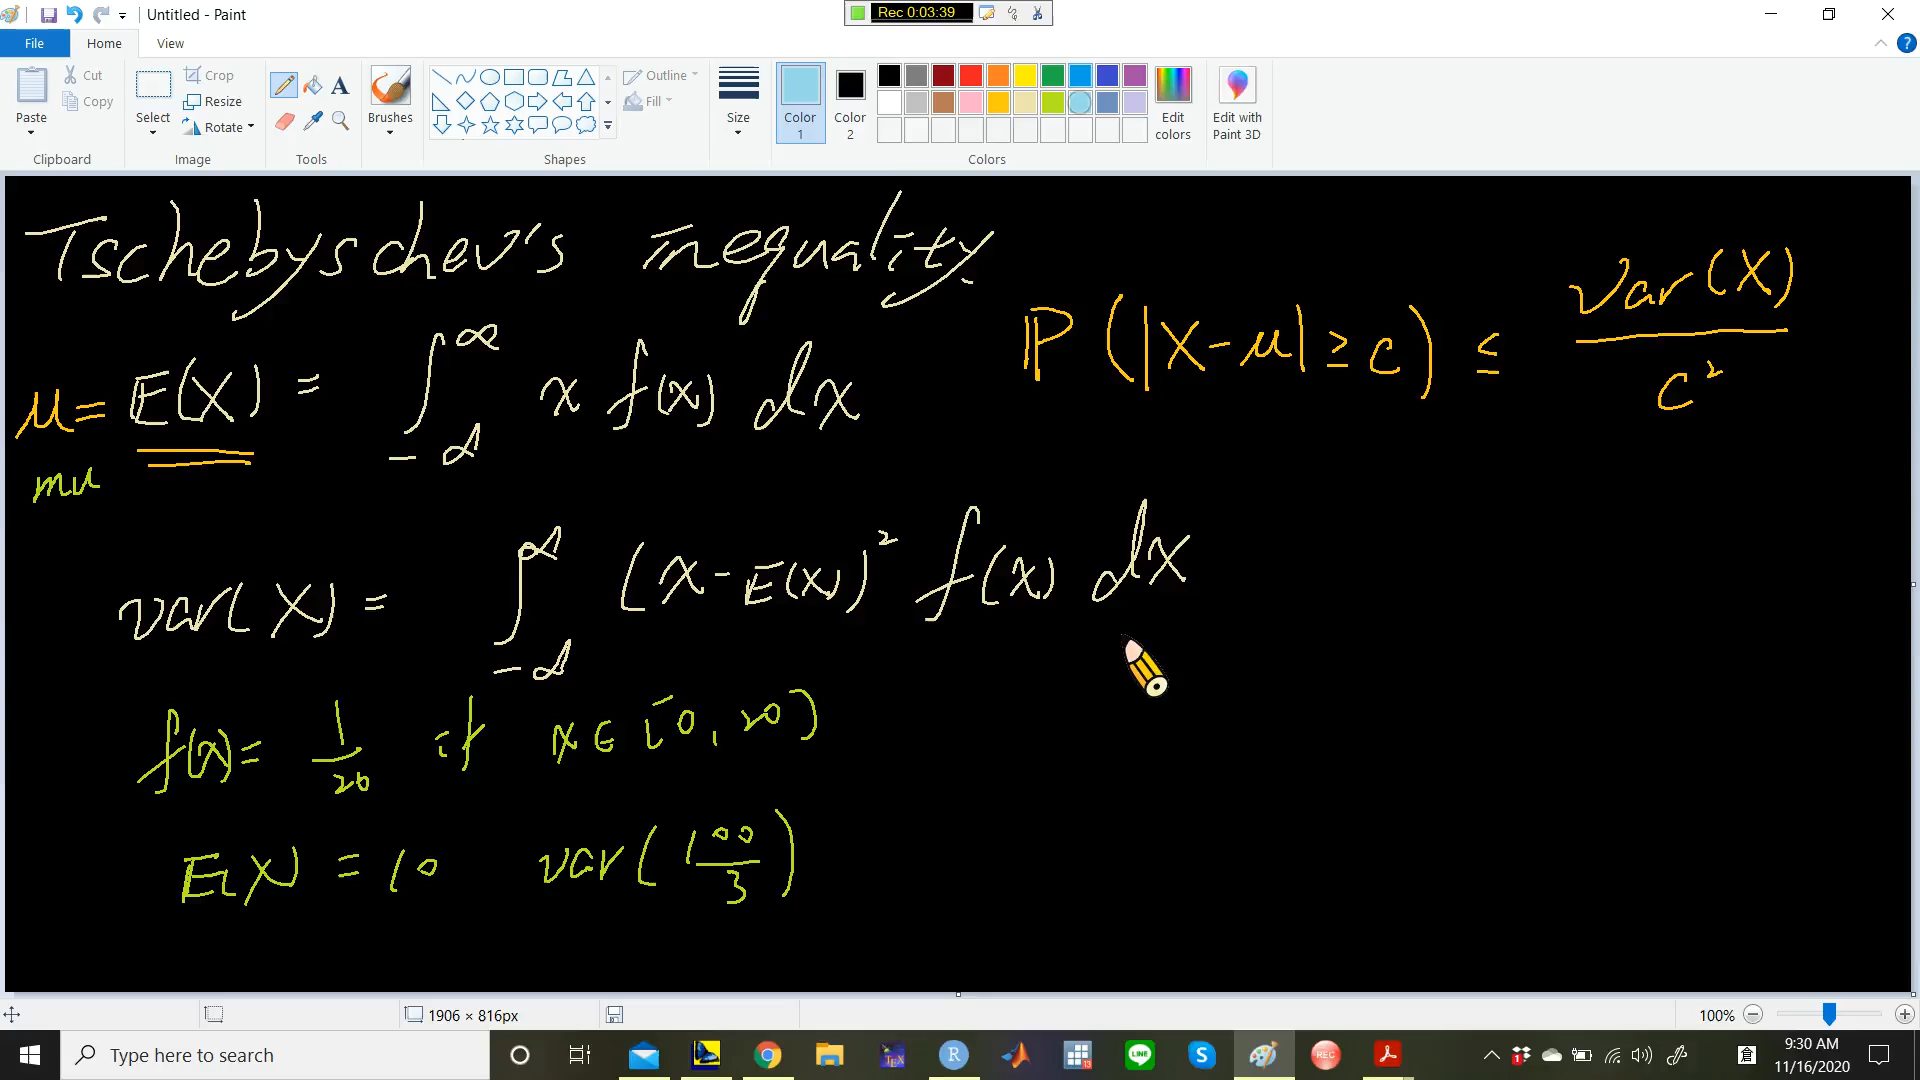 Untitled - Paint
Rec 0:03:39
File Home View
Paste Cut Copy Clipboard
Select Crop Resize Rotate Image
Tools
Brushes
Shapes
Outline Fill
Size
Color 1 Color 2
Edit colors
Colors
Edit with Paint 3D
Tschebyschev's inequality
P (|X-μ| ≥ c) ≤ var(X) / c²
μ = E(X) = ∫_{-∞}^{∞} x f(x) dx
mu
var(X) = ∫_{-∞}^{∞} (x-E(X))² f(x) dx
f(x) = 1/20 if x ∈ [0, 20]
E(X) = 10 var(100/3)
1906 × 816px
100%
Type here to search
9:30 AM
11/16/2020